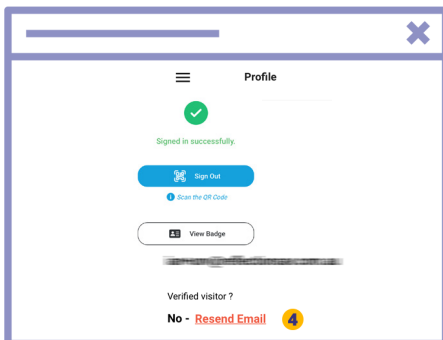 Profile
Signed in successfully.
Sign Out
Scan the QR Code
View Badge
Verified visitor ?
No - Resend Email
4